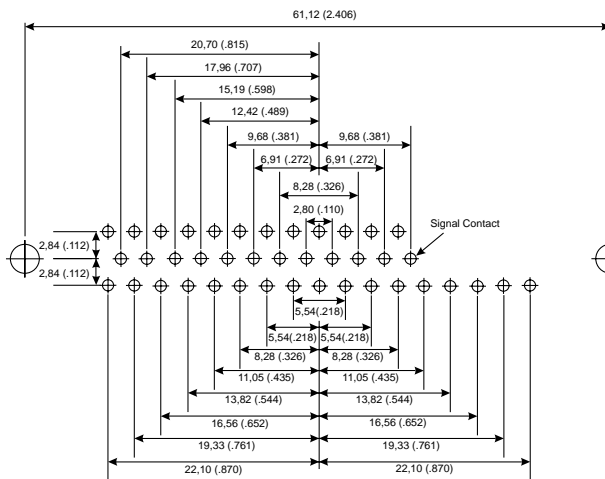 61,12 (2.406)
20,70 (.815)
17,96 (.707)
15,19 (.598)
12,42 (.489)
9,68 (.381) 9,68 (.381)
6,91 (.272) 6,91 (.272)
8,28 (.326)
2,80 (.110)
Signal Contact
2,84 (.112)
2,84 (.112)
5,54(.218)
5,54(.218) 5,54(.218)
8,28 (.326) 8,28 (.326)
11,05 (.435) 11,05 (.435)
13,82 (.544) 13,82 (.544)
16,56 (.652) 16,56 (.652)
19,33 (.761) 19,33 (.761)
22,10 (.870) 22,10 (.870)